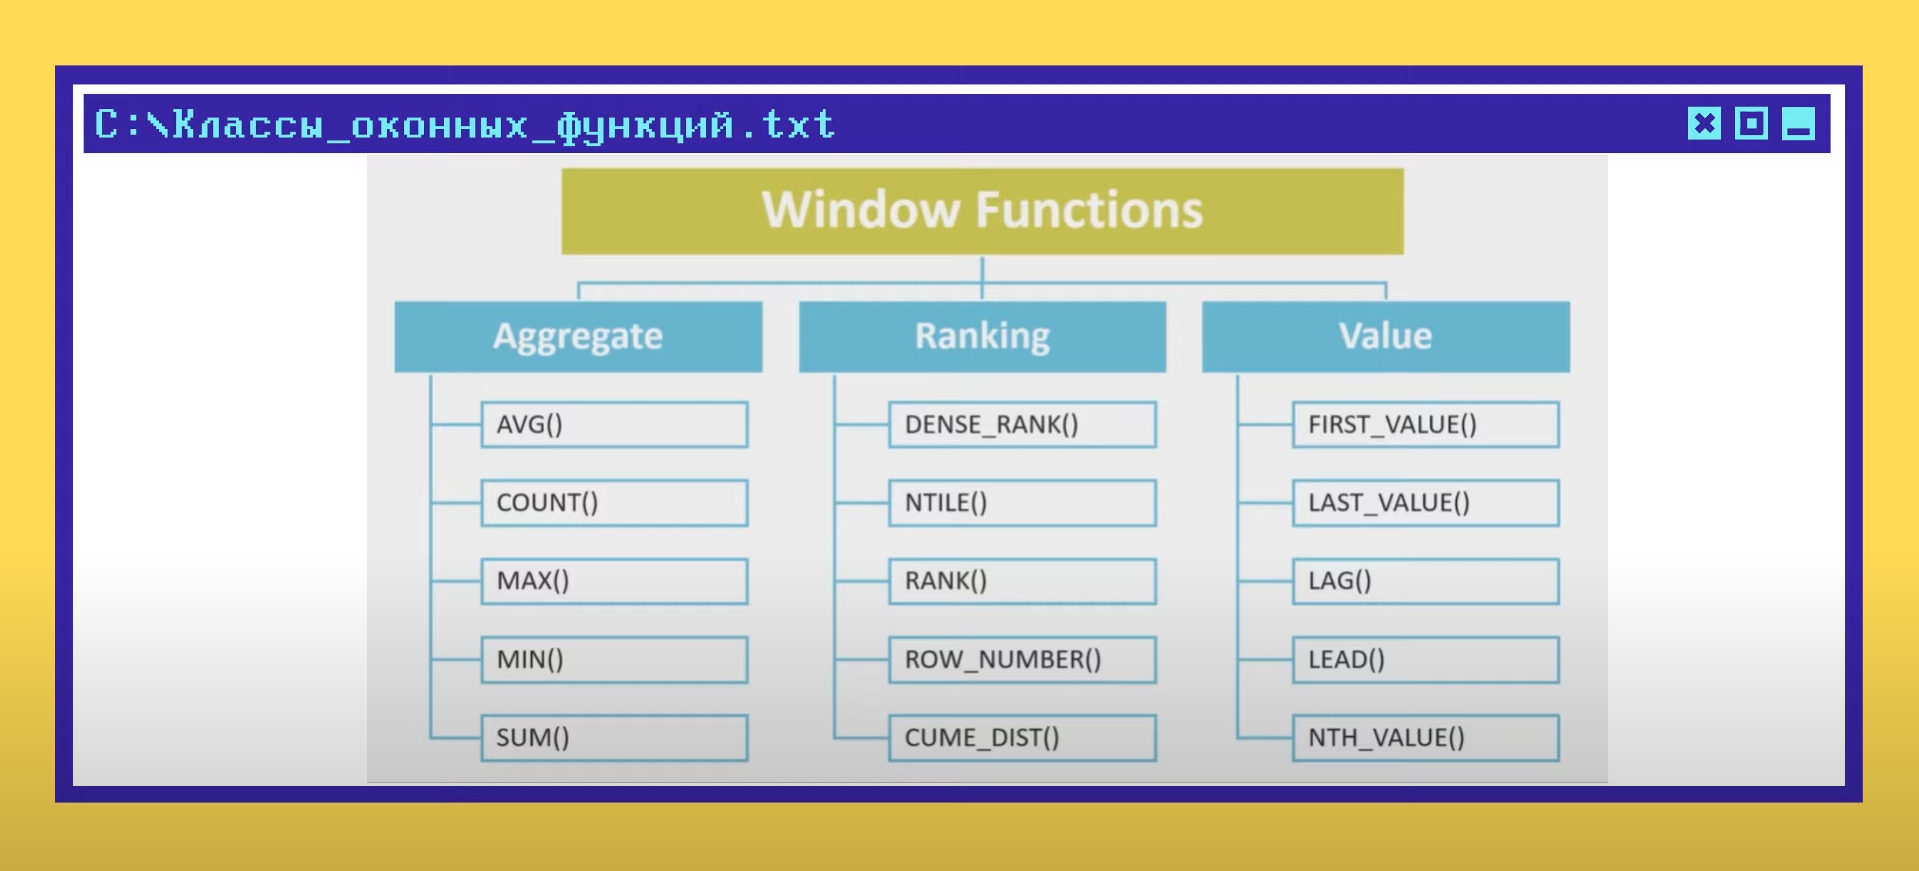 C:\Классы_оконных_функций.txt
Window Functions
Aggregate
AVG()
COUNT()
MAX()
MIN()
SUM()
Ranking
DENSE_RANK()
NTILE()
RANK()
ROW_NUMBER()
CUME_DIST()
Value
FIRST_VALUE()
LAST_VALUE()
LAG()
LEAD()
NTH_VALUE()